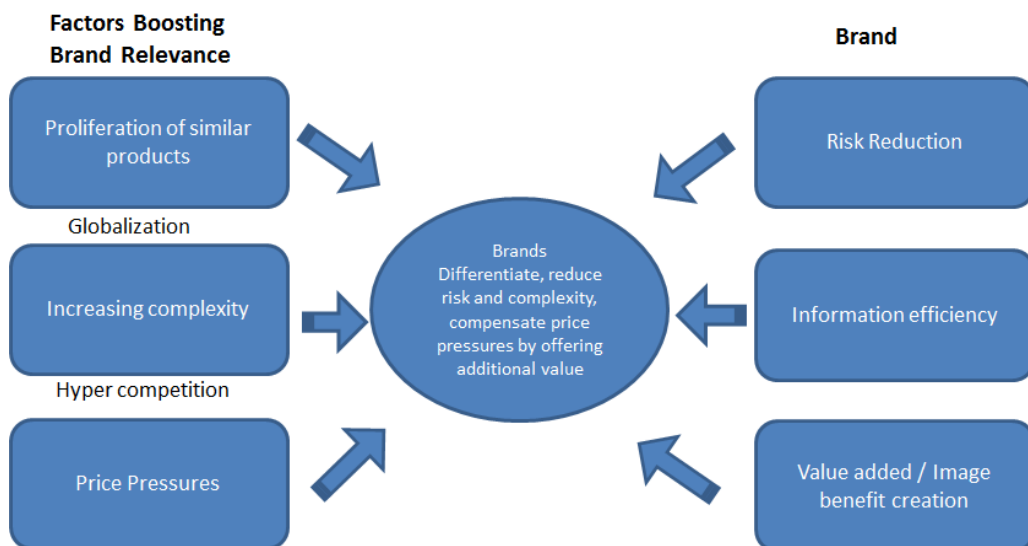 Factors Boosting
Brand Relevance
Proliferation of similar
products
Globalization
Increasing complexity
Hyper competition
Price Pressures
Brands
Differentiate, reduce
risk and complexity,
compensate price
pressures by offering
additional value
Brand
Risk Reduction
Information efficiency
Value added / Image
benefit creation